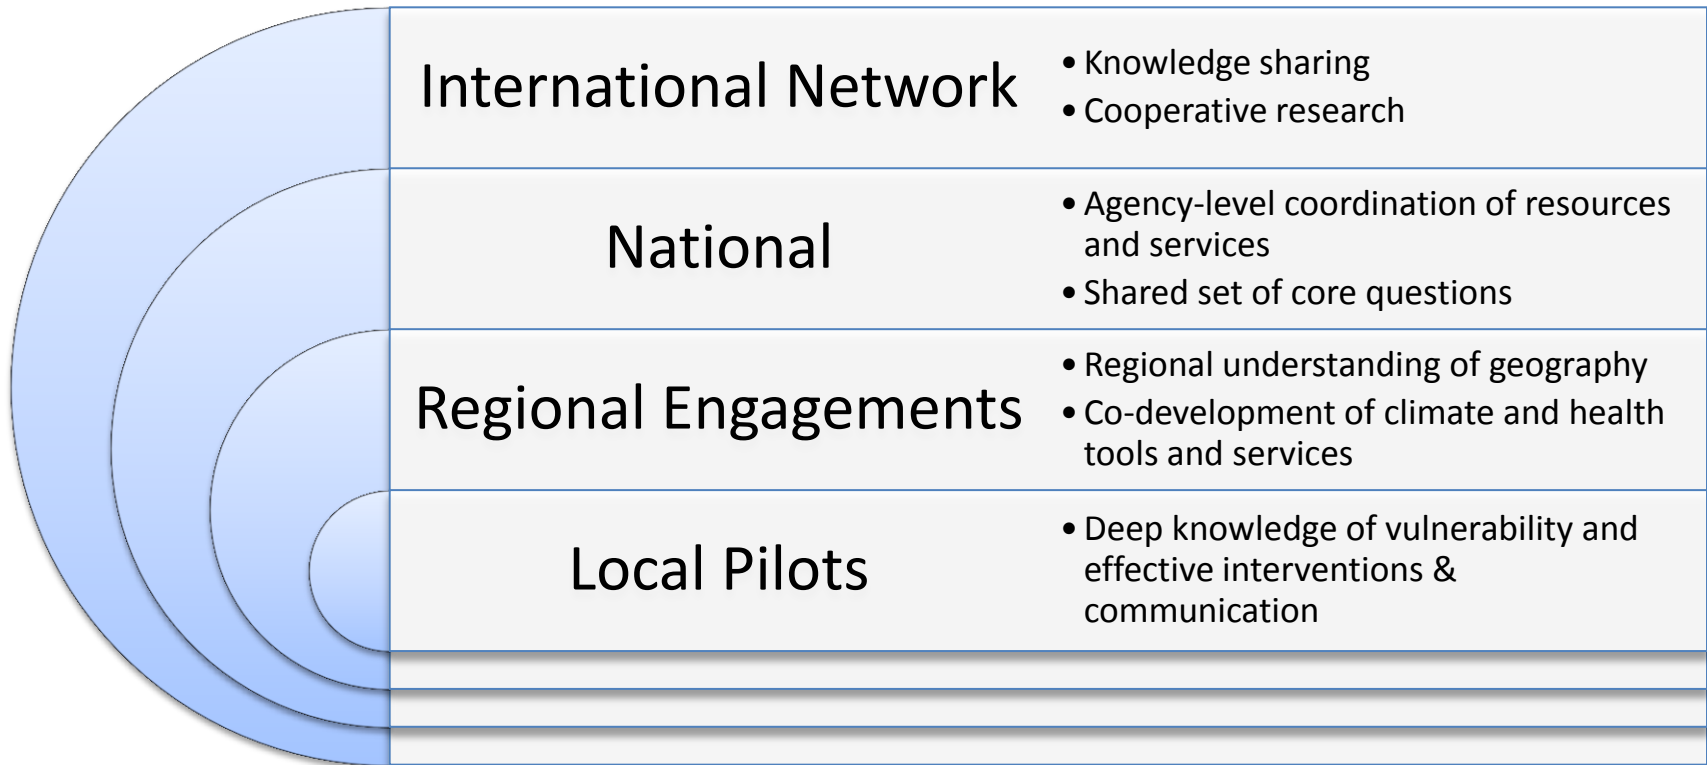 International Network
• Knowledge sharing
• Cooperative research
National
• Agency-level coordination of resources
and services
• Shared set of core questions
Regional Engagements
• Regional understanding of geography
• Co-development of climate and health
tools and services
Local Pilots
• Deep knowledge of vulnerability and
effective interventions &
communication